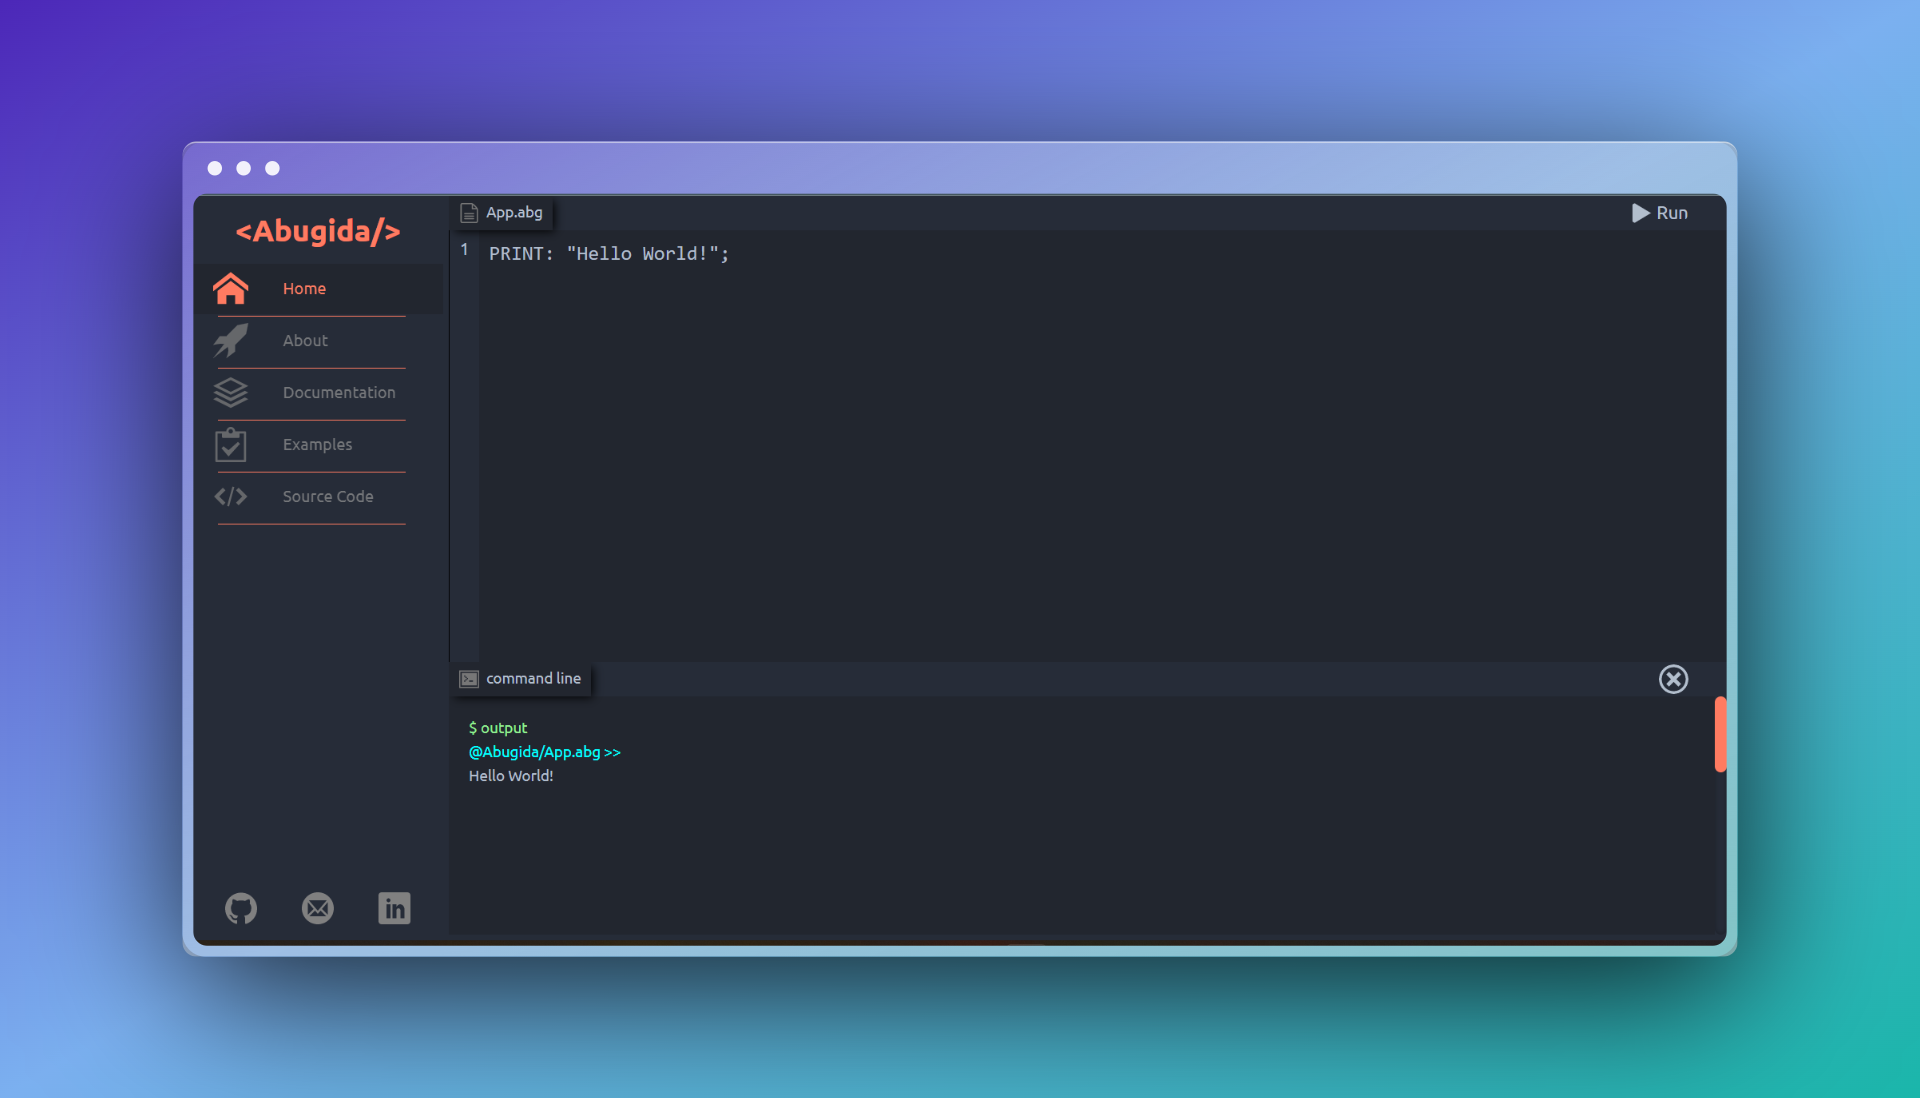 <Abugida/>
Home
About
Documentation
Examples
Source Code
App.abg
Run
1
PRINT: "Hello World!";
command line
$ output
@Abugida/App.abg >>
Hello World!
in